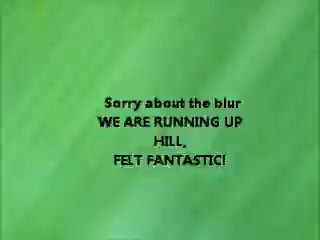 Sorry about the blur
WE ARE RUNNING UP
HILL,
FELT FANTASTIC!